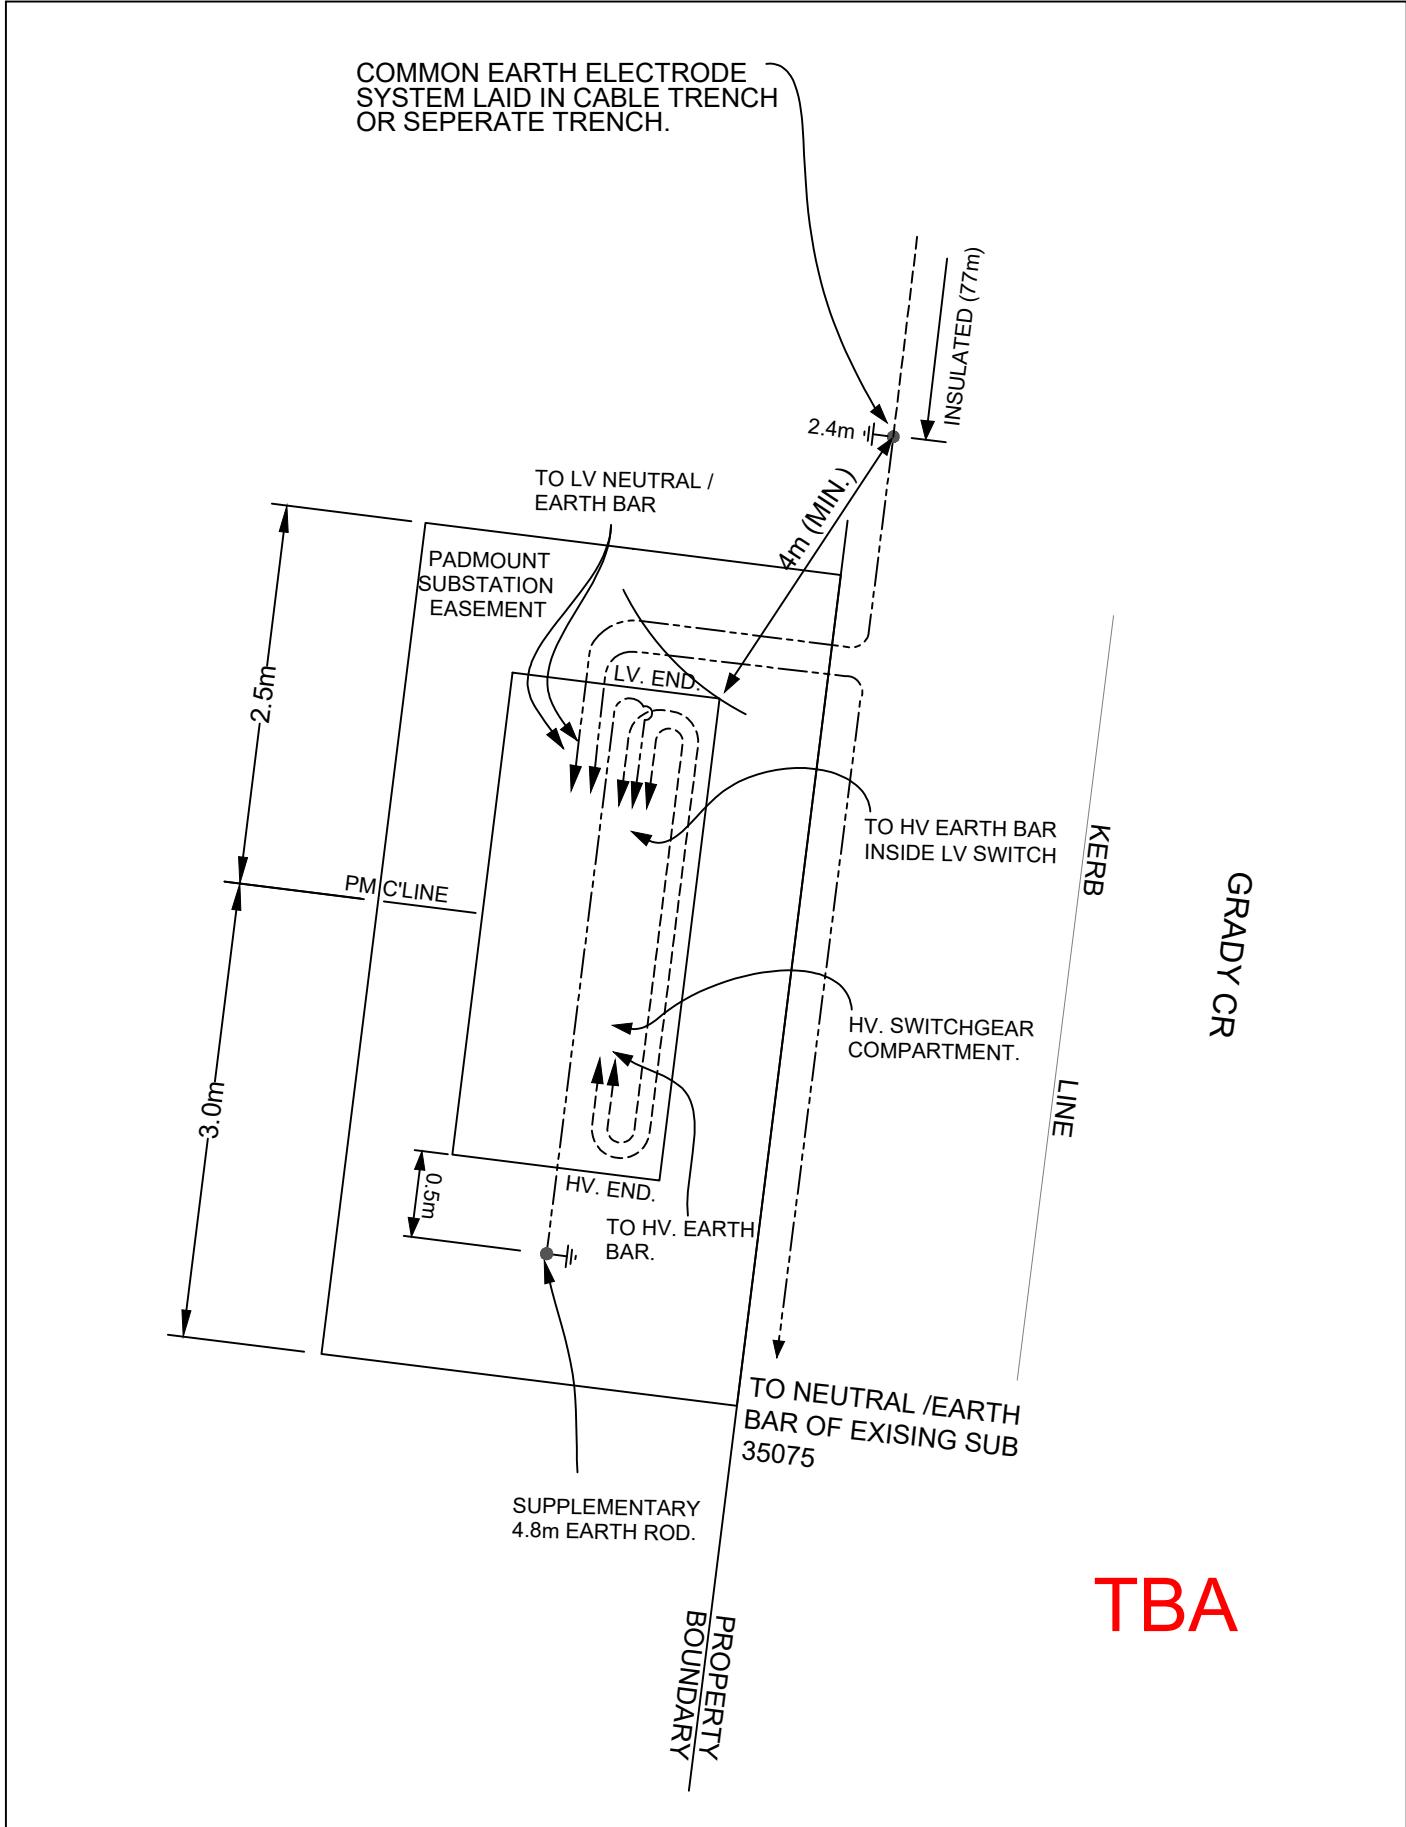 COMMON EARTH ELECTRODE
SYSTEM LAID IN CABLE TRENCH
OR SEPERATE TRENCH.
INSULATED (77m)
2.4m
4m (MIN.)
TO LV NEUTRAL /
EARTH BAR
PADMOUNT
SUBSTATION
EASEMENT
2.5m
LV. END.
TO HV EARTH BAR
INSIDE LV SWITCH
KERB
GRADY CR
PM C'LINE
HV. SWITCHGEAR
COMPARTMENT.
LINE
3.0m
0.5m
HV. END.
TO HV. EARTH
BAR.
TO NEUTRAL /EARTH
BAR OF EXISING SUB
35075
SUPPLEMENTARY
4.8m EARTH ROD.
TBA
PROPERTY
BOUNDARY